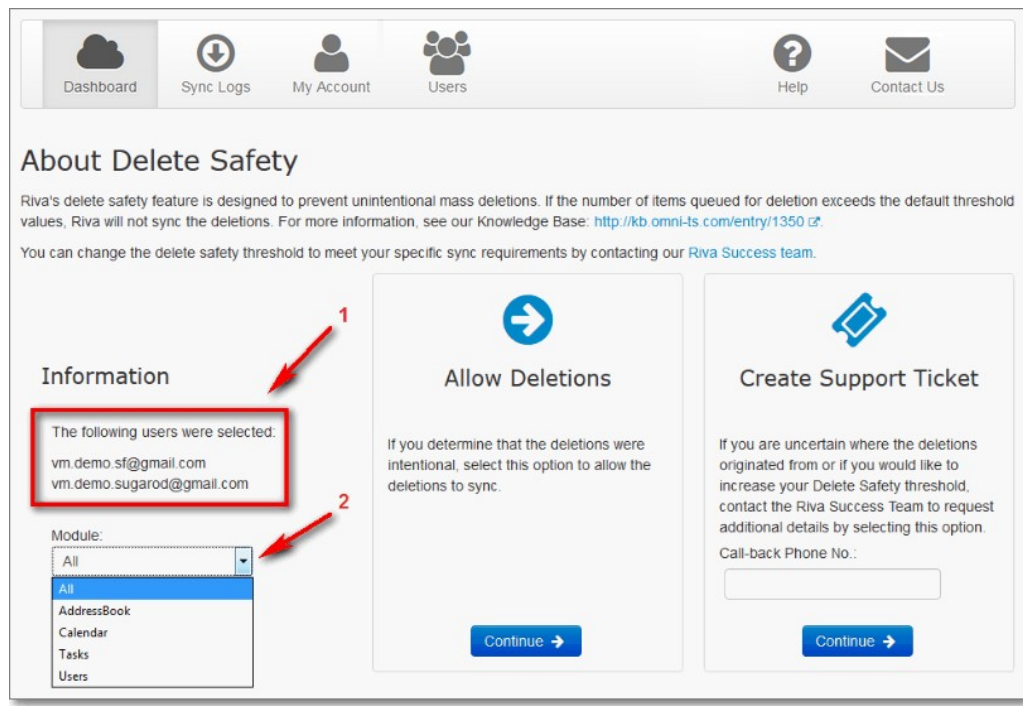 Dashboard
Sync Logs
My Account
Users
Help
Contact Us
About Delete Safety
Riva's delete safety feature is designed to prevent unintentional mass deletions. If the number of items queued for deletion exceeds the default threshold
values, Riva will not sync the deletions. For more information, see our Knowledge Base: http://kb.omni-ts.com/entry/1350.
You can change the delete safety threshold to meet your specific sync requirements by contacting our Riva Success team.
1
Information
The following users were selected:
vm.demo.sf@gmail.com
vm.demo.sugarod@gmail.com
2
Module:
All
All
AddressBook
Calendar
Tasks
Users
Allow Deletions
If you determine that the deletions were
intentional, select this option to allow the
deletions to sync.
Continue
Create Support Ticket
If you are uncertain where the deletions
originated from or if you would like to
increase your Delete Safety threshold,
contact the Riva Success Team to request
additional details by selecting this option.
Call-back Phone No.:
Continue